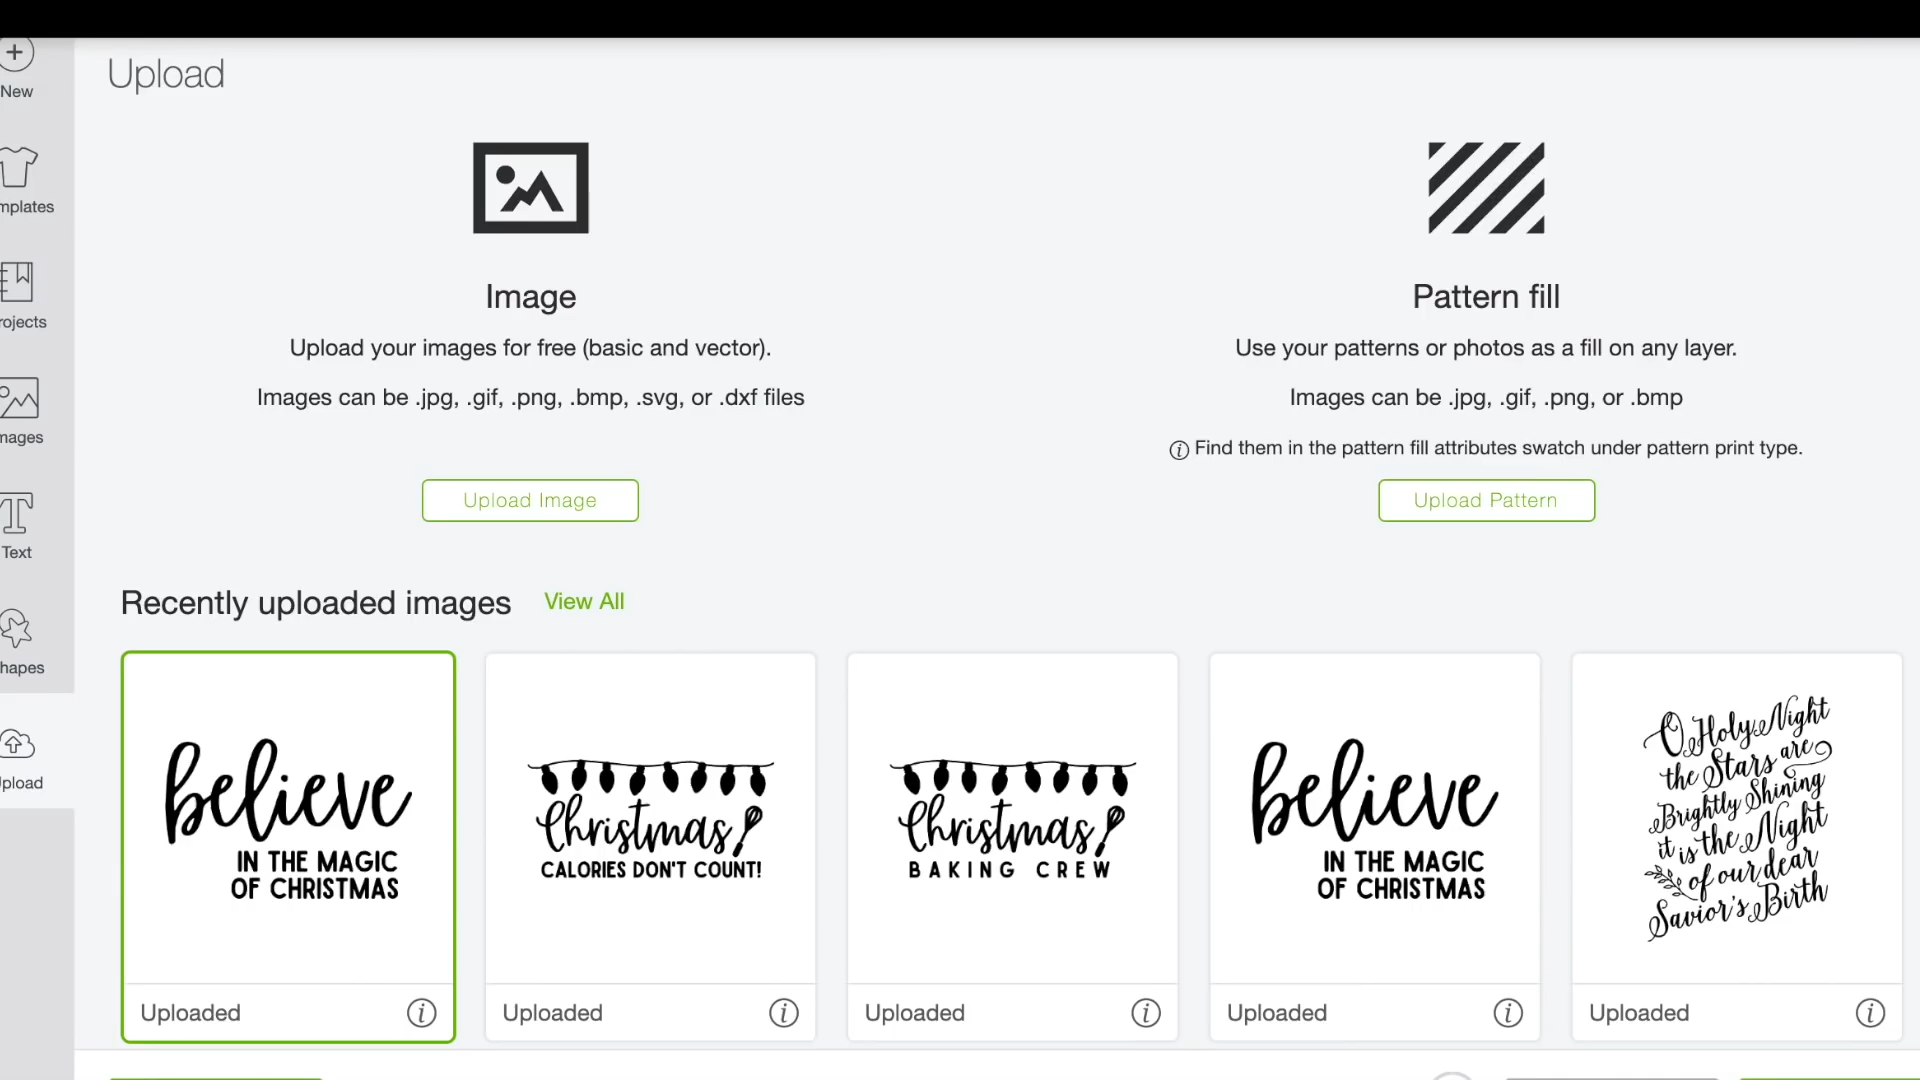 New
Upload
mplates
rojects
mages
Text
hapes
pload
Image
Upload your images for free (basic and vector).
Images can be .jpg, .gif, .png, .bmp, .svg, or .dxf files
Upload Image
Pattern fill
Use your patterns or photos as a fill on any layer.
Images can be .jpg, .gif, .png, or .bmp
i Find them in the pattern fill attributes swatch under pattern print type.
Upload Pattern
Recently uploaded images View All
believe
IN THE MAGIC
OF CHRISTMAS
Uploaded i
Christmas
CALORIES DON'T COUNT!
Uploaded i
Christmas
BAKING CREW
Uploaded i
believe
IN THE MAGIC
OF CHRISTMAS
Uploaded i
O Holy Night
the Stars are
Brightly Shining
it is the Night
of our dear
Savior's Birth
Uploaded i